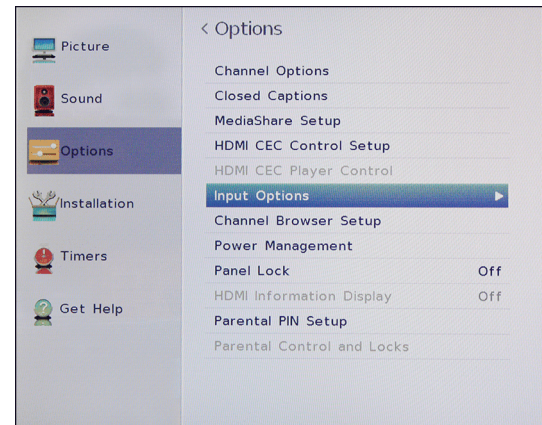 Picture
Sound
Options
Installation
Timers
Get Help
< Options
Channel Options
Closed Captions
MediaShare Setup
HDMI CEC Control Setup
HDMI CEC Player Control
Input Options
Channel Browser Setup
Power Management
Panel Lock Off
HDMI Information Display Off
Parental PIN Setup
Parental Control and Locks